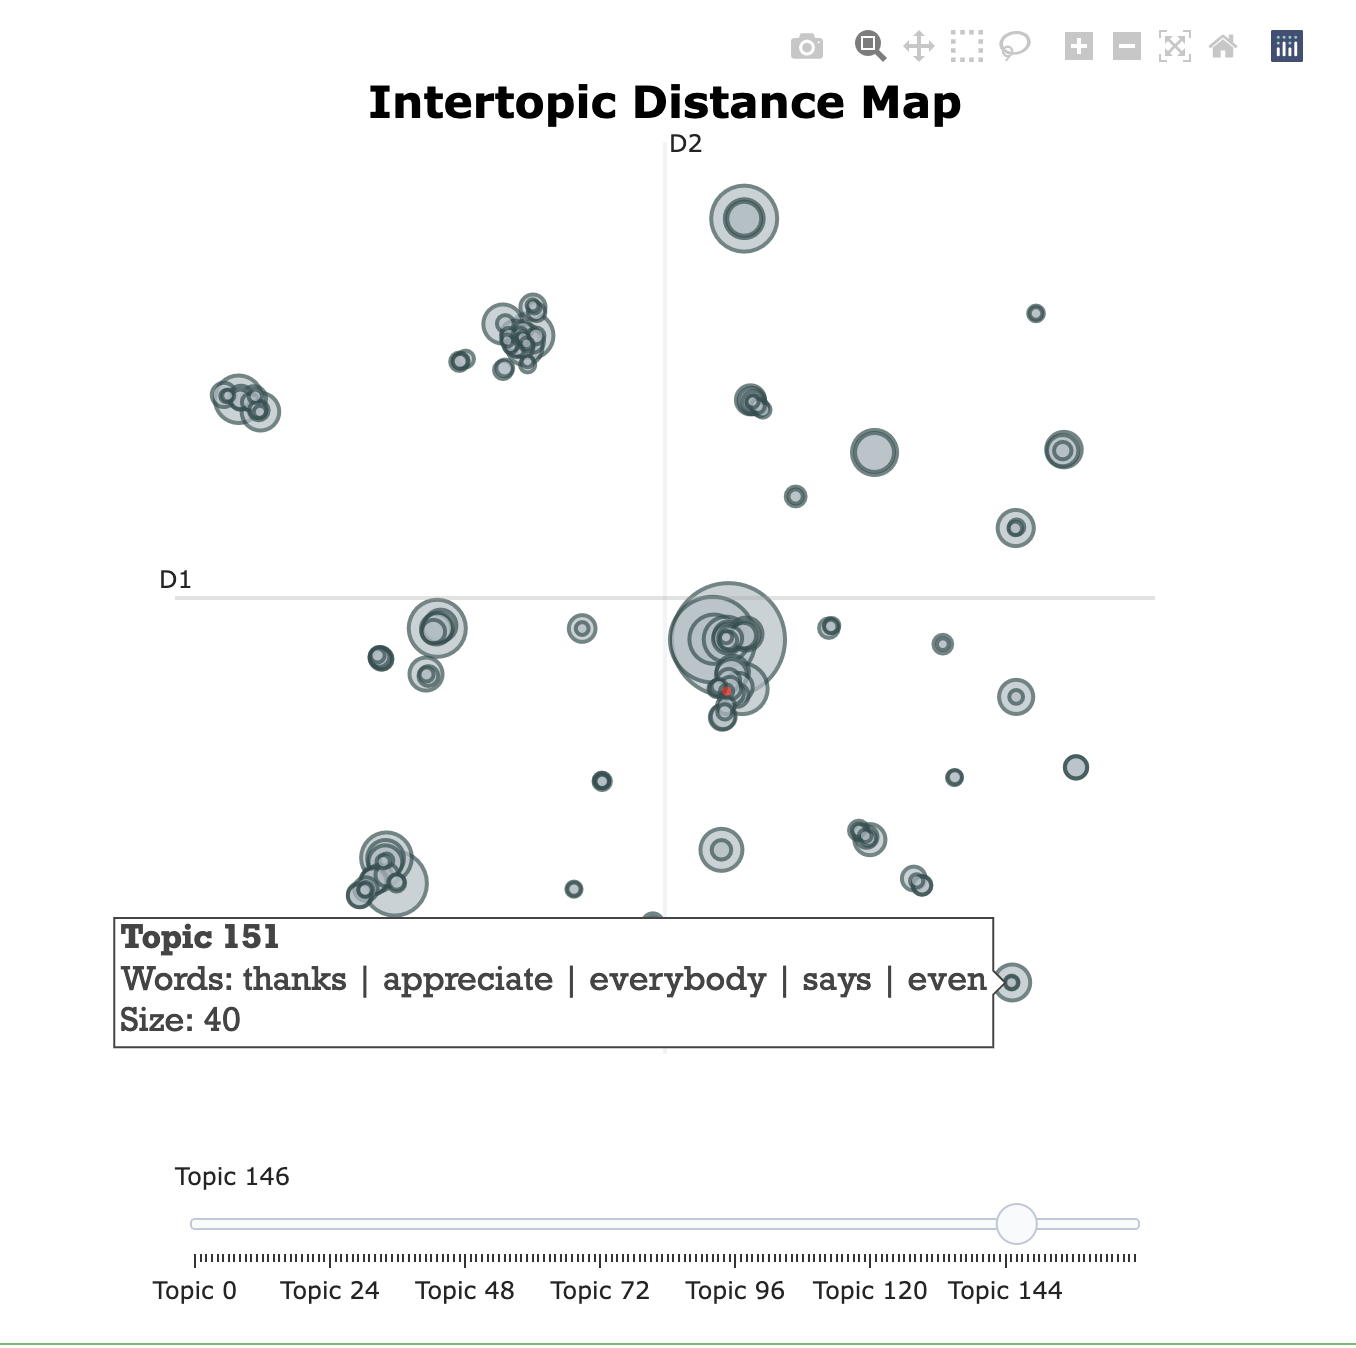 Intertopic Distance Map
D2
D1
Topic 151
Words: thanks | appreciate | everybody | says | even
Size: 40
Topic 146
Topic 0 Topic 24 Topic 48 Topic 72 Topic 96 Topic 120 Topic 144